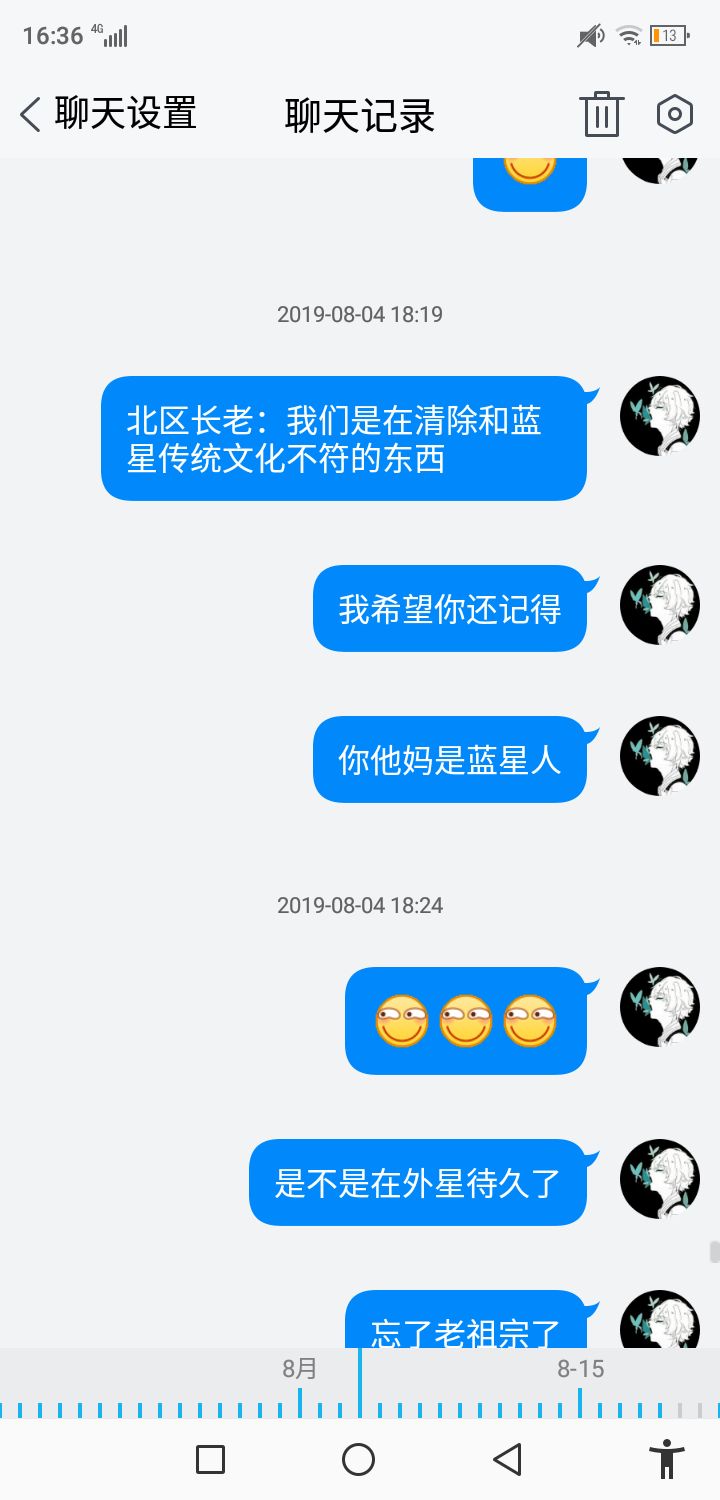 16:36 4G 13
聊天设置 聊天记录
2019-08-04 18:19
北区长老：我们是在清除和蓝
星传统文化不符的东西
我希望你还记得
你他妈是蓝星人
2019-08-04 18:24
是不是在外星待久了
忘了老祖宗了
8月 8-15